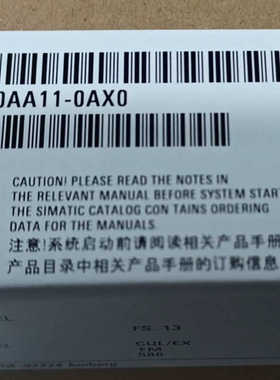 0AA11-0AX0
CAUTION! PLEASE READ THE NOTES IN
THE RELEVANT MANUAL BEFORE SYSTEM START
THE SIMATIC CATALOG CON TAINS ORDERING
DATA FOR THE MANUALS.
注意!系统启动前请阅读相关产品手册
产品目录中相关产品手册的订购信息
FS 13
CUL/EX
FM